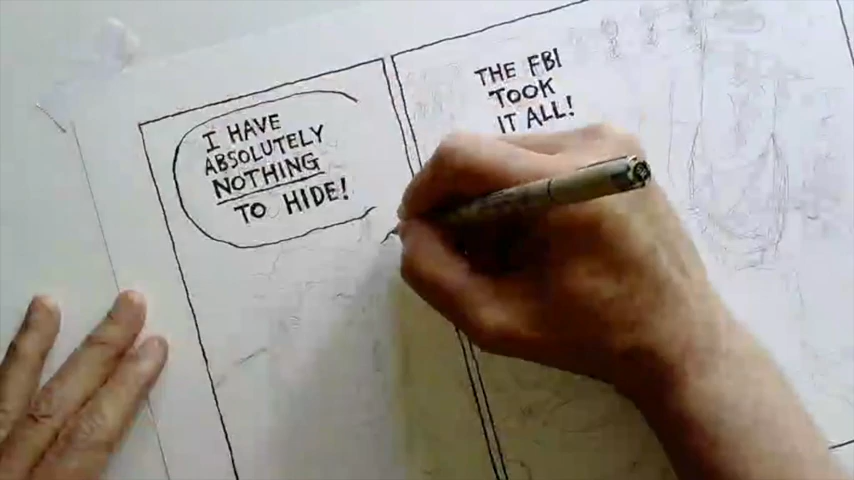 I HAVE
ABSOLUTELY
NOTHING
TO HIDE!
THE FBI
TOOK
IT ALL!